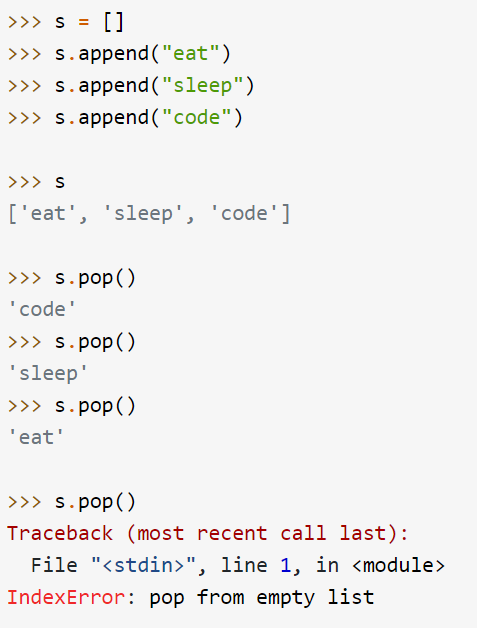 >>> s = []
>>> s.append("eat")
>>> s.append("sleep")
>>> s.append("code")
>>> s
['eat', 'sleep', 'code']
>>> s.pop()
'code'
>>> s.pop()
'sleep'
>>> s.pop()
'eat'
>>> s.pop()
Traceback (most recent call last):
  File "<stdin>", line 1, in <module>
IndexError: pop from empty list